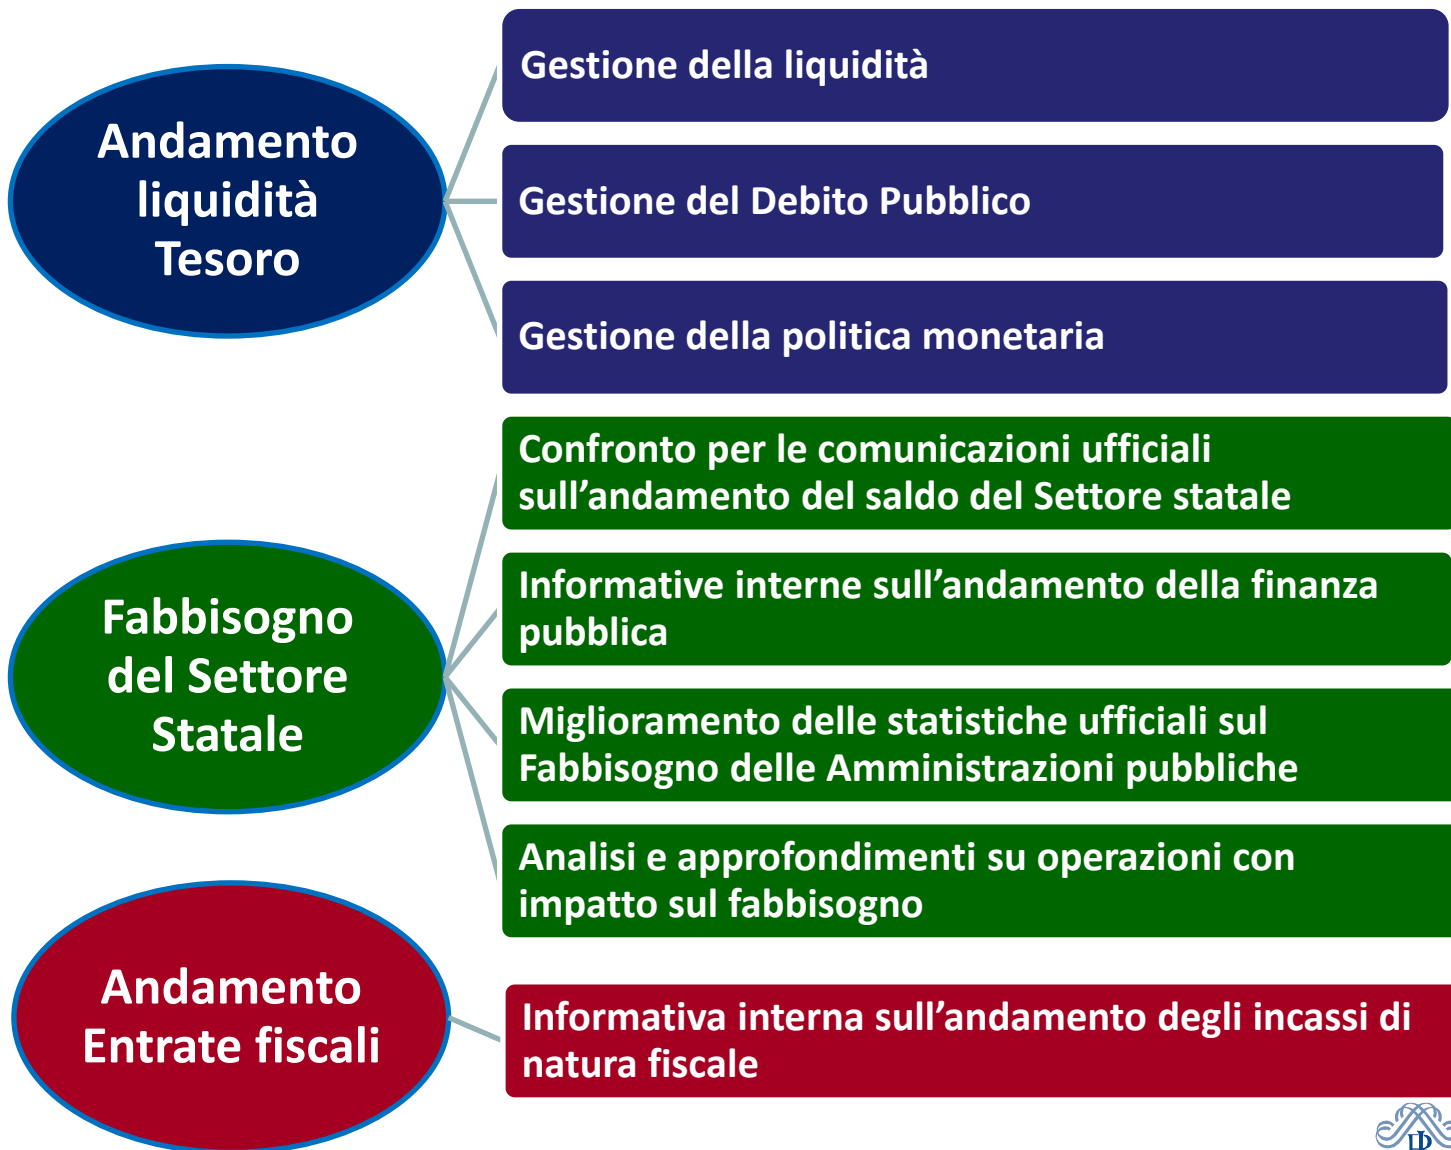 Andamento
liquidità
Tesoro
Gestione della liquidità
Gestione del Debito Pubblico
Gestione della politica monetaria
Fabbisogno
del Settore
Statale
Confronto per le comunicazioni ufficiali
sull’andamento del saldo del Settore statale
Informative interne sull’andamento della finanza
pubblica
Miglioramento delle statistiche ufficiali sul
Fabbisogno delle Amministrazioni pubbliche
Analisi e approfondimenti su operazioni con
impatto sul fabbisogno
Andamento
Entrate fiscali
Informativa interna sull’andamento degli incassi di
natura fiscale